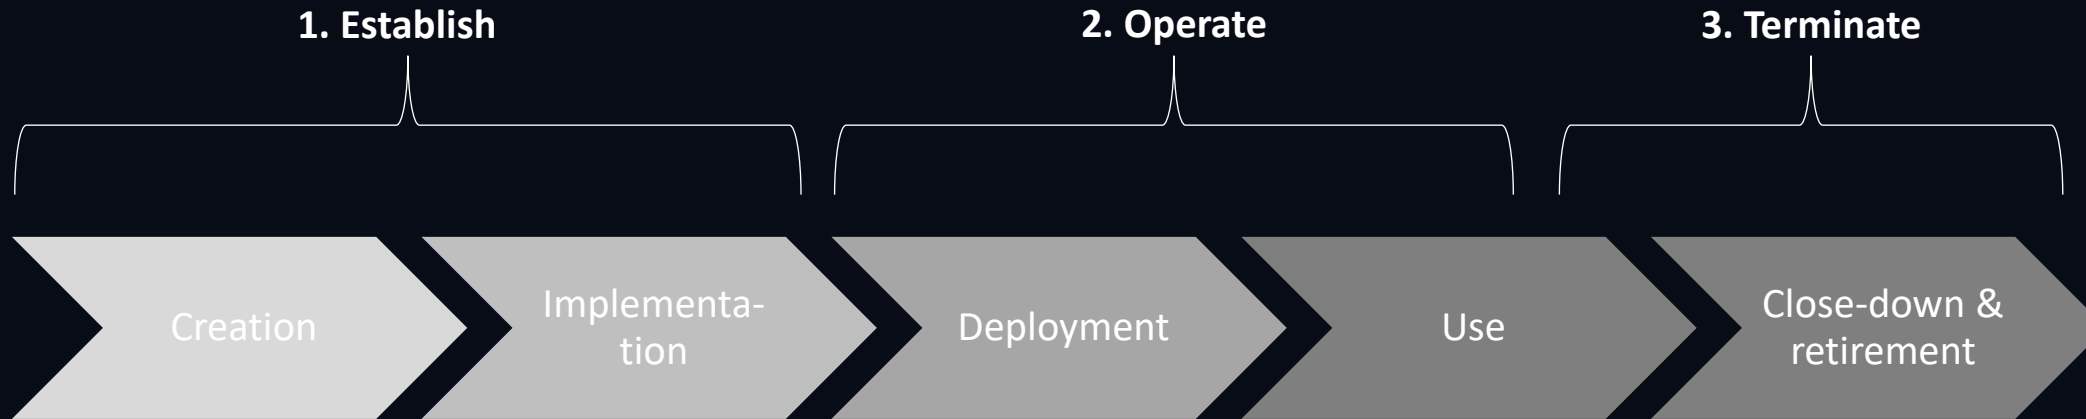 1. Establish
2. Operate
3. Terminate
Creation
Implementa-
tion
Deployment
Use
Close-down &
retirement